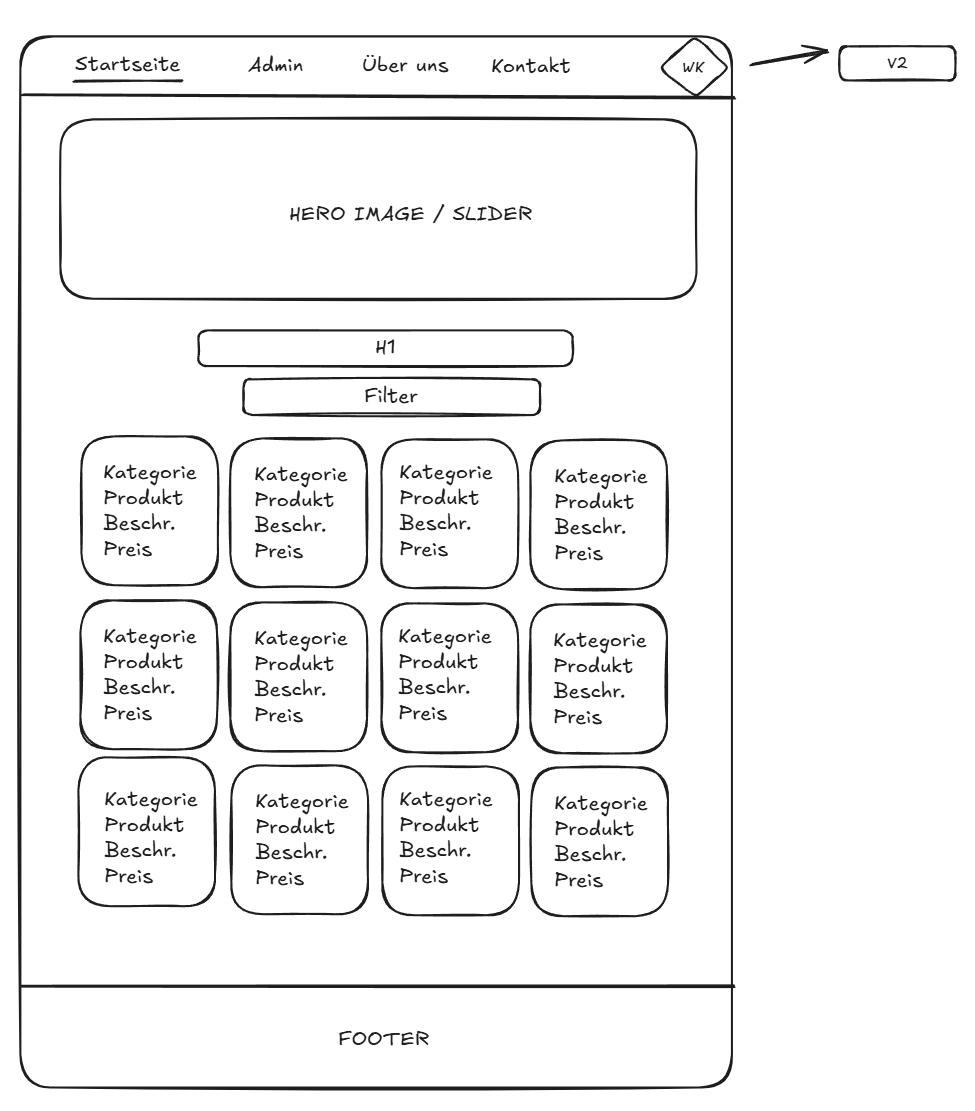 Startseite
Admin
Über uns
Kontakt
WK
V2
HERO IMAGE / SLIDER
H1
Filter
Kategorie
Produkt
Beschr.
Preis
Kategorie
Produkt
Beschr.
Preis
Kategorie
Produkt
Beschr.
Preis
Kategorie
Produkt
Beschr.
Preis
Kategorie
Produkt
Beschr.
Preis
Kategorie
Produkt
Beschr.
Preis
Kategorie
Produkt
Beschr.
Preis
Kategorie
Produkt
Beschr.
Preis
Kategorie
Produkt
Beschr.
Preis
Kategorie
Produkt
Beschr.
Preis
Kategorie
Produkt
Beschr.
Preis
Kategorie
Produkt
Beschr.
Preis
FOOTER